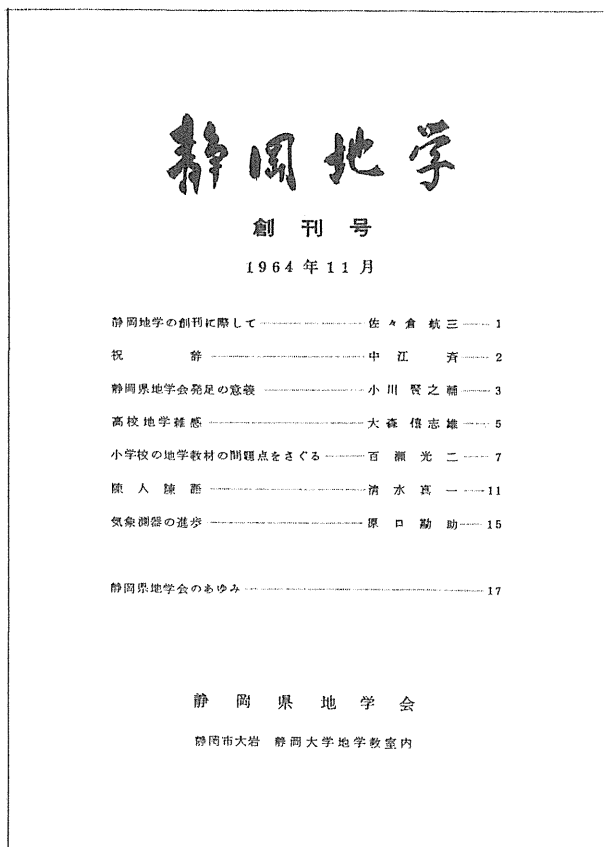 静岡地学
創刊号
1964年11月
静岡地学の創刊に際して 佐々倉航三 1
祝辞 中江斉 2
静岡県地学会発足の意義 小川賢之輔 3
高校地学雑感 大森信志雄 5
小学校の地学教材の問題点をさぐる 百瀬光二 7
陳人陳語 清水真一 11
気象測器の進歩 原口勘助 15
静岡県地学会のあゆみ 17
静岡県地学会
静岡市大岩 静岡大学地学教室内